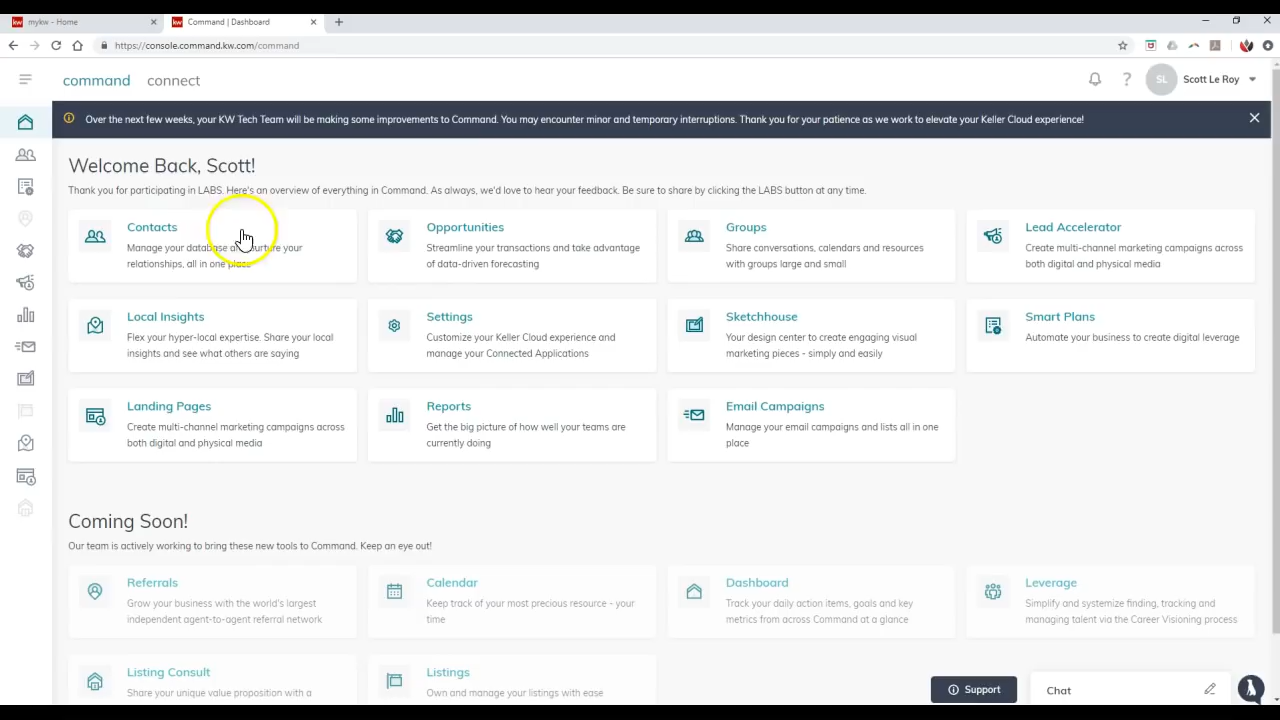 mykw - Home
Command | Dashboard
https://console.command.kw.com/command
command
connect
SL
Scott Le Roy
Over the next few weeks, your KW Tech Team will be making some improvements to Command. You may encounter minor and temporary interruptions. Thank you for your patience as we work to elevate your Keller Cloud experience!
Welcome Back, Scott!
Thank you for participating in LABS. Here's an overview of everything in Command. As always, we'd love to hear your feedback. Be sure to share by clicking the LABS button at any time.
Contacts
Manage your database and nurture your
relationships, all in one place
Opportunities
Streamline your transactions and take advantage
of data-driven forecasting
Groups
Share conversations, calendars and resources
with groups large and small
Lead Accelerator
Create multi-channel marketing campaigns across
both digital and physical media
Local Insights
Flex your hyper-local expertise. Share your local
insights and see what others are saying
Settings
Customize your Keller Cloud experience and
manage your Connected Applications
Sketchhouse
Your design center to create engaging visual
marketing pieces - simply and easily
Smart Plans
Automate your business to create digital leverage
Landing Pages
Create multi-channel marketing campaigns across
both digital and physical media
Reports
Get the big picture of how well your teams are
currently doing
Email Campaigns
Manage your email campaigns and lists all in one
place
Coming Soon!
Our team is actively working to bring these new tools to Command. Keep an eye out!
Referrals
Grow your business with the world's largest
independent agent-to-agent referral network
Calendar
Keep track of your most precious resource - your
time
Dashboard
Track your daily action items, goals and key
metrics from across Command at a glance
Leverage
Simplify and systemize finding, tracking and
managing talent via the Career Visioning process
Listing Consult
Share your unique value proposition with a
Listings
Own and manage your listings with ease
Support
Chat